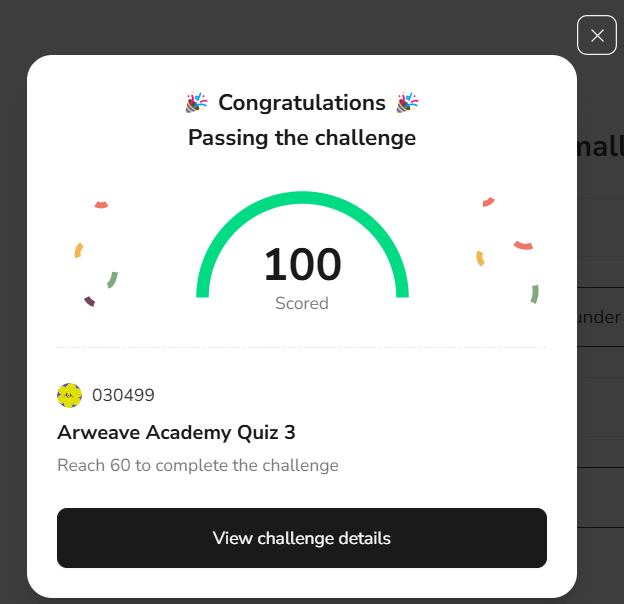 🎉 Congratulations 🎉
Passing the challenge
100
Scored
030499
Arweave Academy Quiz 3
Reach 60 to complete the challenge
View challenge details
under